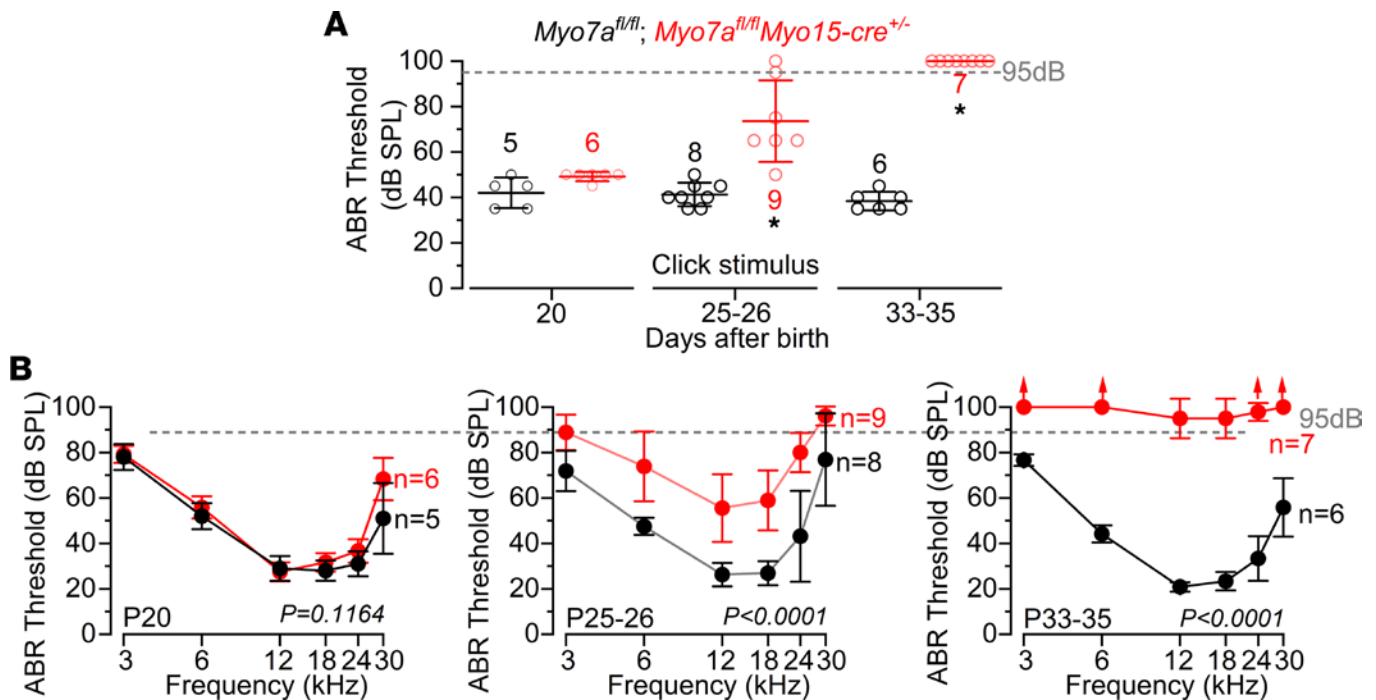 A
Myo7a^fl/fl; Myo7a^fl/fl Myo15-cre^+/-
ABR Threshold
(dB SPL)
100
80
60
40
20
0
95dB
5
6
8
9
6
7
*
*
Click stimulus
20
25-26
33-35
Days after birth
B
ABR Threshold (dB SPL)
100
80
60
40
20
0
n=6
n=5
P20
P=0.1164
3
6
12
18
24
30
Frequency (kHz)
ABR Threshold (dB SPL)
100
80
60
40
20
0
n=9
n=8
P25-26
P<0.0001
3
6
12
18
24
30
Frequency (kHz)
ABR Threshold (dB SPL)
100
80
60
40
20
0
95dB
n=7
n=6
P33-35
P<0.0001
3
6
12
18
24
30
Frequency (kHz)